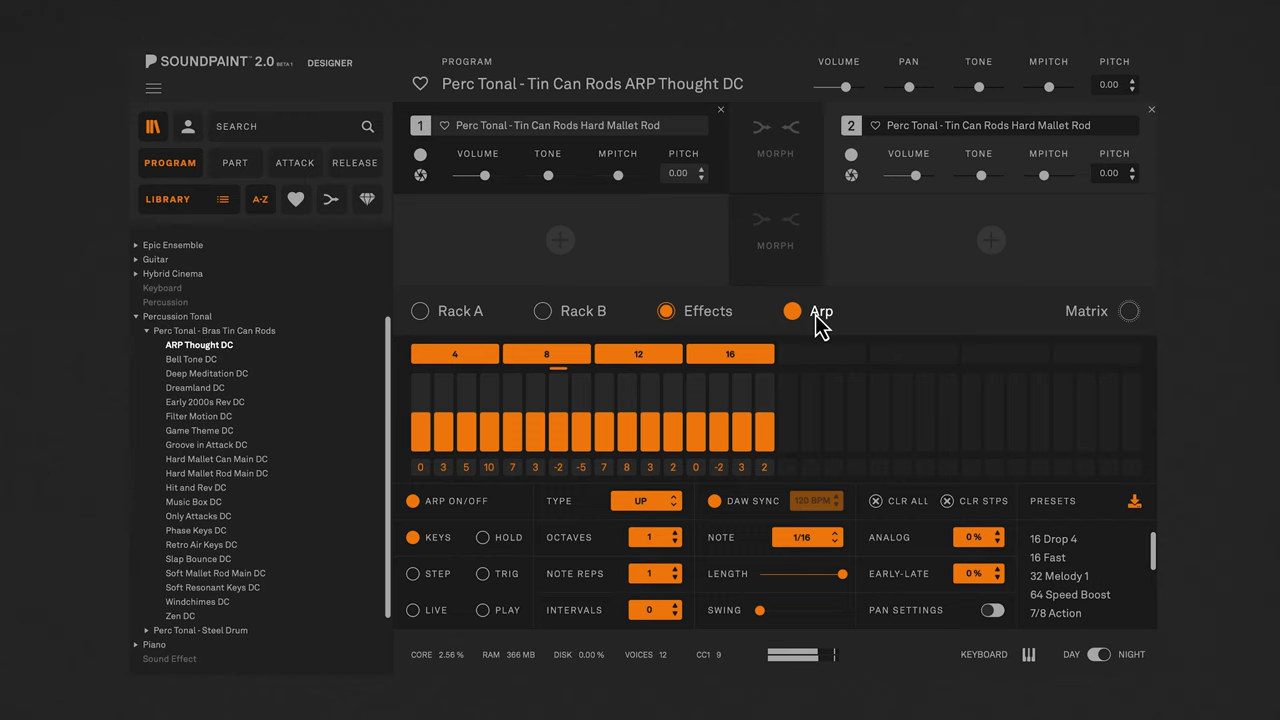 SOUNDPAINT™ 2.0 BETA 1 DESIGNER
PROGRAM
Perc Tonal - Tin Can Rods ARP Thought DC
VOLUME PAN TONE MPITCH PITCH
0.00
SEARCH
PROGRAM PART ATTACK RELEASE
LIBRARY A-Z
1 Perc Tonal - Tin Can Rods Hard Mallet Rod
VOLUME TONE MPITCH PITCH
0.00
MORPH
2 Perc Tonal - Tin Can Rods Hard Mallet Rod
VOLUME TONE MPITCH PITCH
0.00
MORPH
Epic Ensemble
Guitar
Hybrid Cinema
Keyboard
Percussion
Percussion Tonal
Perc Tonal - Bras Tin Can Rods
ARP Thought DC
Bell Tone DC
Deep Meditation DC
Dreamland DC
Early 2000s Rev DC
Filter Motion DC
Game Theme DC
Groove in Attack DC
Hard Mallet Can Main DC
Hard Mallet Rod Main DC
Hit and Rev DC
Music Box DC
Only Attacks DC
Phase Keys DC
Retro Air Keys DC
Slap Bounce DC
Soft Mallet Rod Main DC
Soft Resonant Keys DC
Windchimes DC
Zen DC
Perc Tonal - Steel Drum
Piano
Sound Effect
Rack A Rack B Effects Arp Matrix
4 8 12 16
0 3 5 10 7 3 -2 -5 7 8 3 2 0 -2 3 2
ARP ON/OFF TYPE UP DAW SYNC 120 BPM CLR ALL CLR STPS PRESETS
KEYS HOLD OCTAVES 1 NOTE 1/16 ANALOG 0 %
STEP TRIG NOTE REPS 1 LENGTH EARLY-LATE 0 %
LIVE PLAY INTERVALS 0 SWING PAN SETTINGS
16 Drop 4
16 Fast
32 Melody 1
64 Speed Boost
7/8 Action
CORE 2.56 % RAM 366 MB DISK 0.00 % VOICES 12 CC1 9 KEYBOARD DAY NIGHT